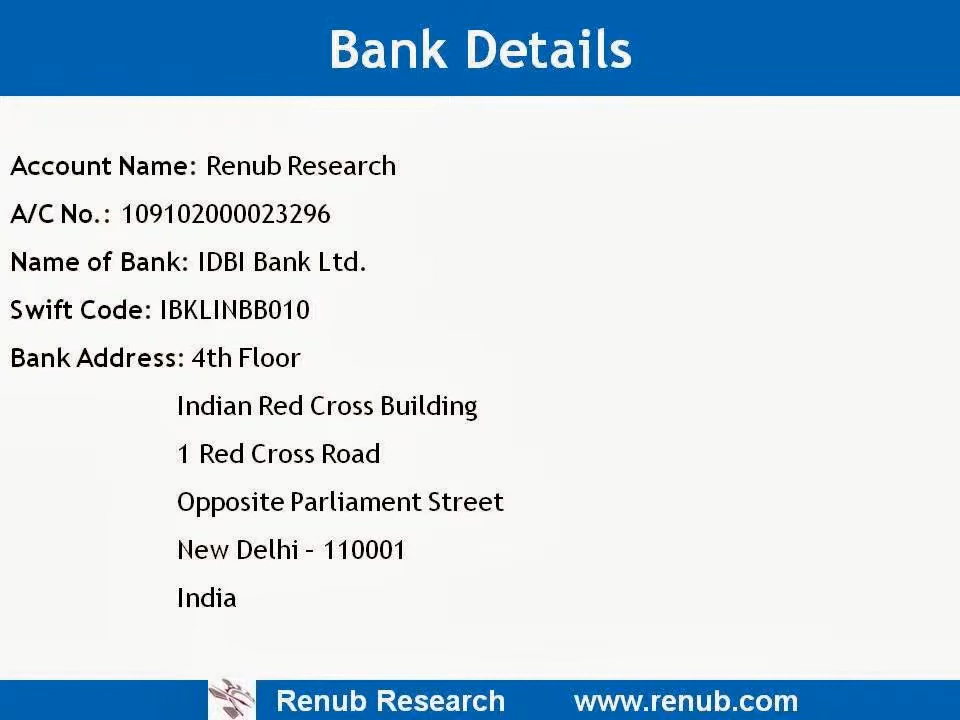 Bank Details
Account Name: Renub Research
A/C No.: 109102000023296
Name of Bank: IDBI Bank Ltd.
Swift Code: IBKLINBB010
Bank Address: 4th Floor
Indian Red Cross Building
1 Red Cross Road
Opposite Parliament Street
New Delhi – 110001
India
Renub Research www.renub.com